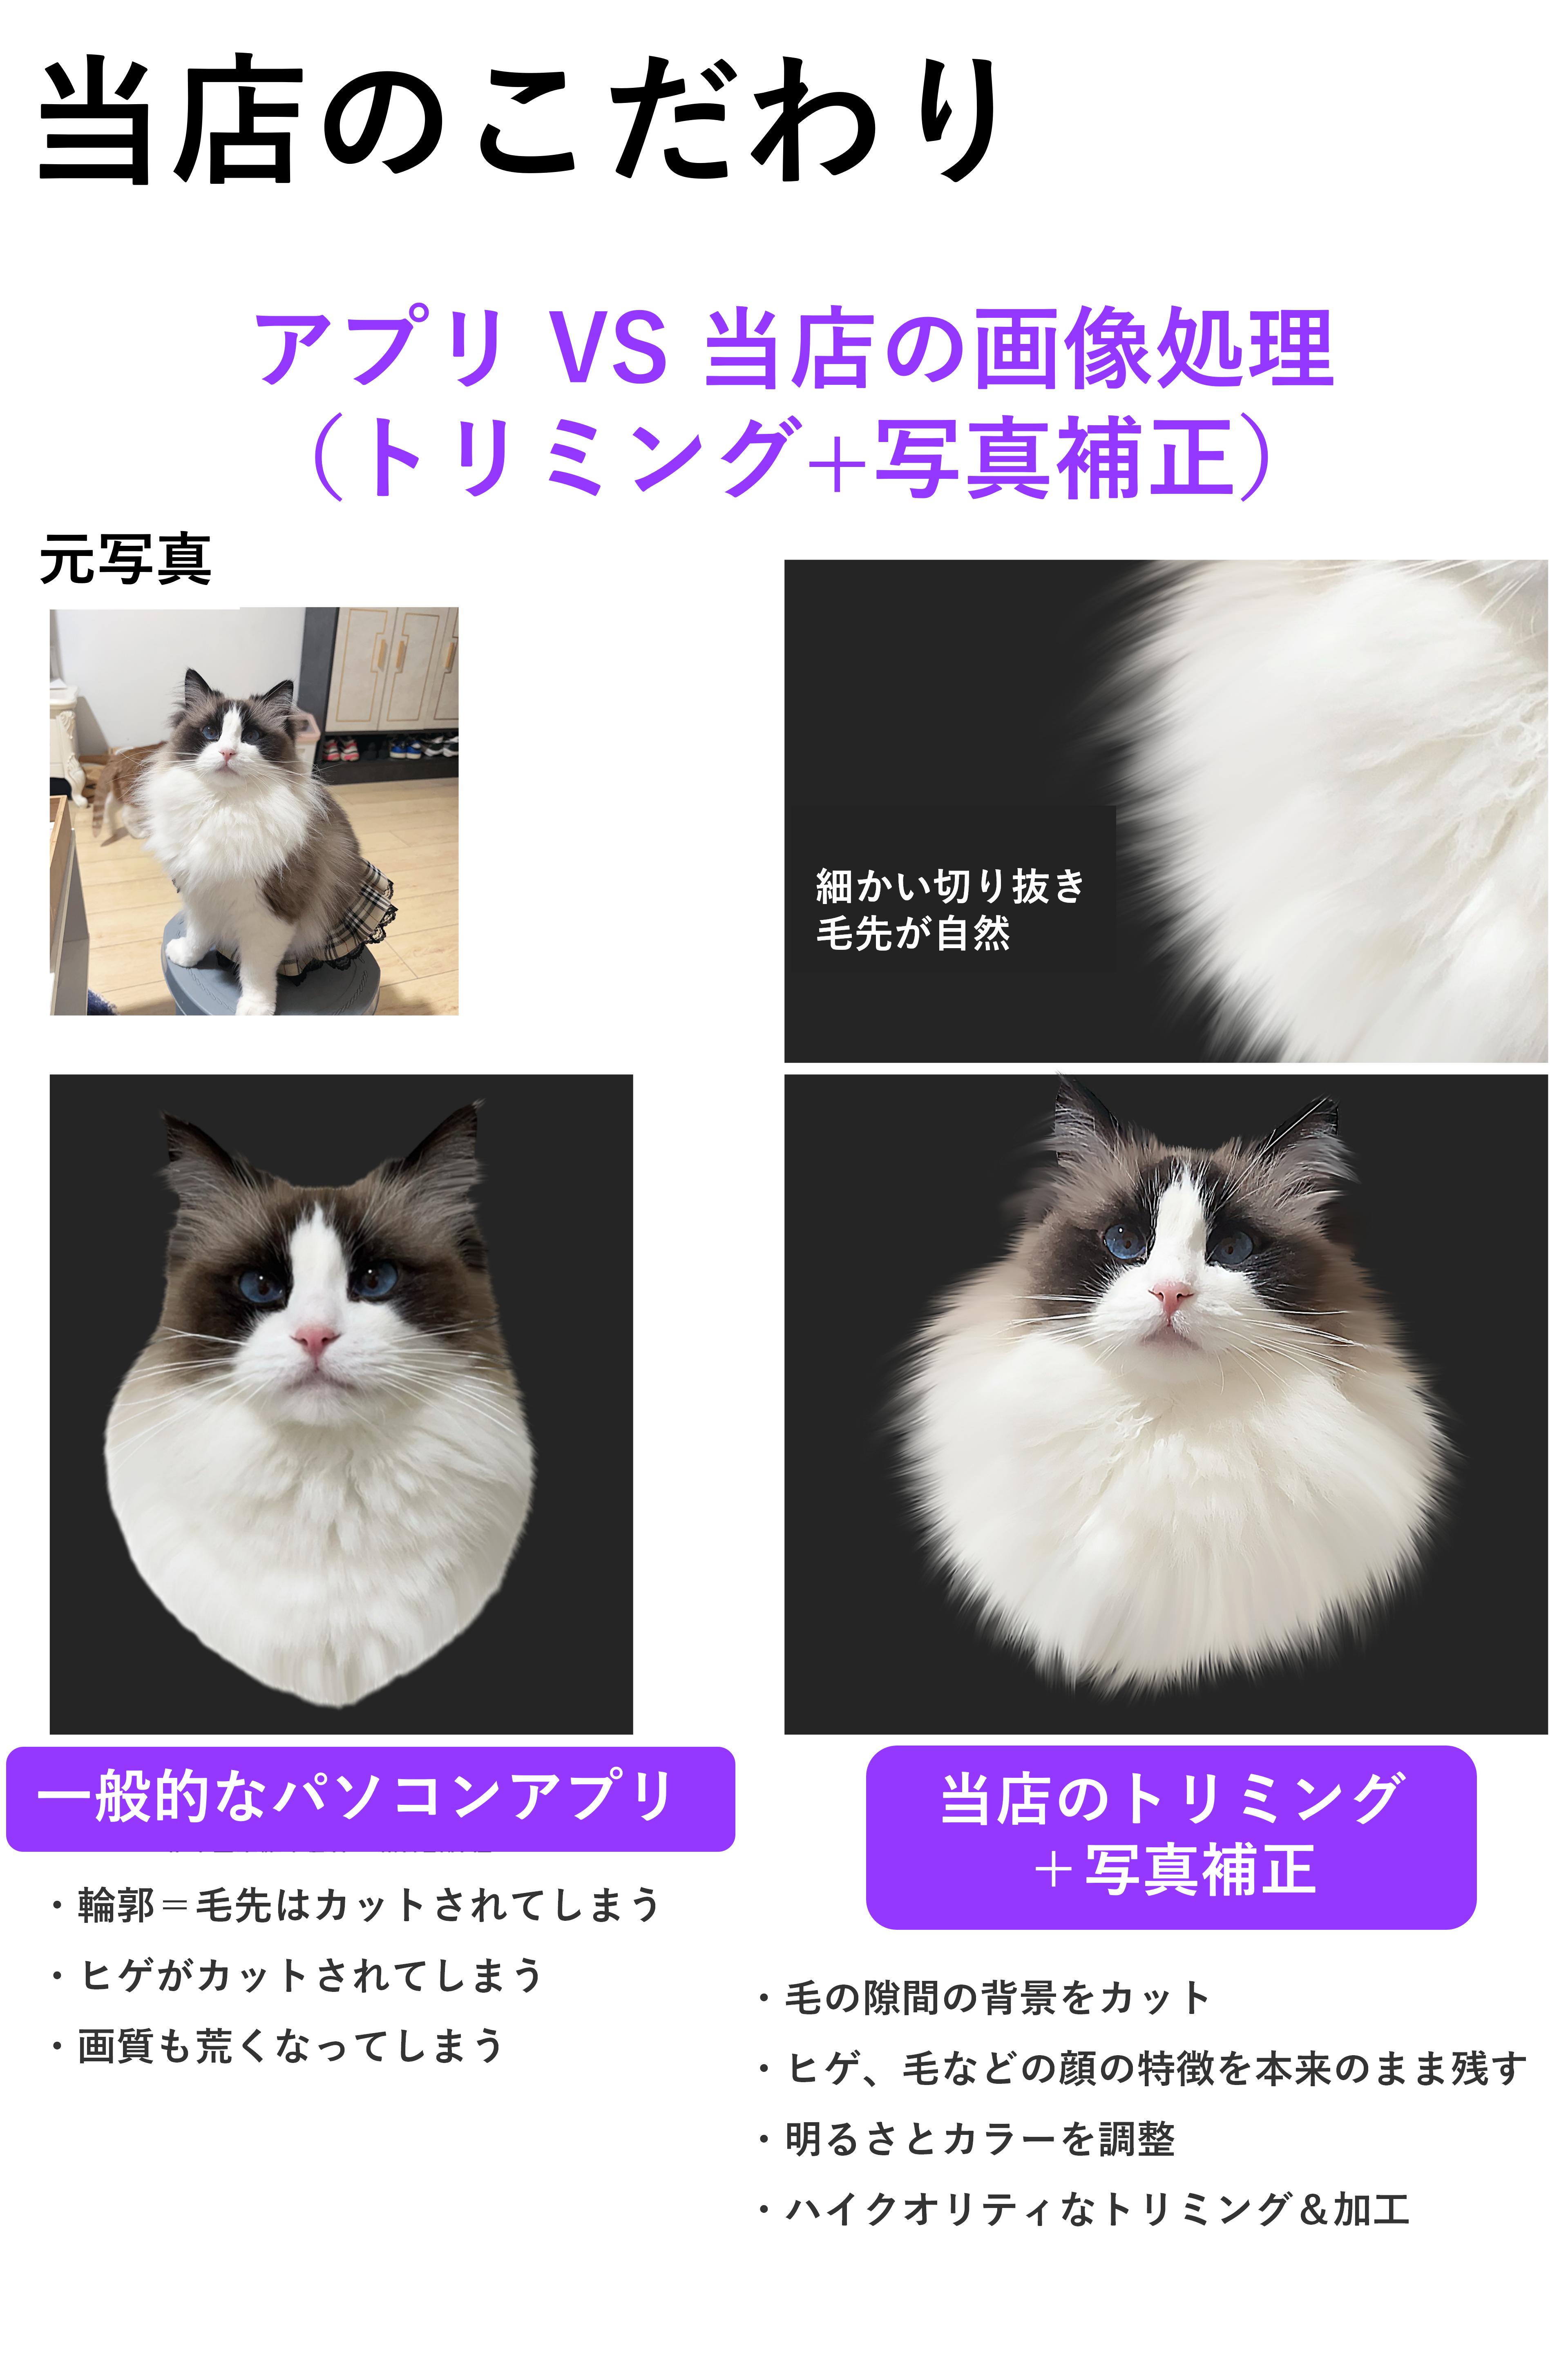 当店のこだわり
アプリ VS 当店の画像処理
（トリミング＋写真補正）
元写真
細かい切り抜き
毛先が自然
一般的なパソコンアプリ
・輪郭＝毛先はカットされてしまう
・ヒゲがカットされてしまう
・画質も荒くなってしまう
当店のトリミング
＋写真補正
・毛の隙間の背景をカット
・ヒゲ、毛などの顔の特徴を本来のまま残す
・明るさとカラーを調整
・ハイクオリティなトリミング＆加工